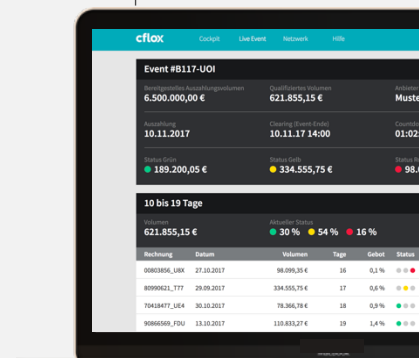 cflox Cockpit Live Event Netzwerk Hilfe
Event #B117-UOI
Bereitgestelles Auszahlungsvolumen Qualifiziertes Volumen Anbieter
6.500.000,00 € 621.855,15 € Muste
Auszahlung Clearing (Event-Ende) Countdo
10.11.2017 10.11.17 14:00 01:02:
Status Grün Status Gelb Status Ro
189.200,05 € 334.555,75 € 98.0
10 bis 19 Tage
Volumen Aktueller Status
621.855,15 € 30 % 54 % 16 %
Rechnung Datum Volumen Tage Gebot Status
00803856_U8X 27.10.2017 98.099,35 € 16 0,1 %
80990621_T77 29.09.2017 334.555,75 € 17 0,6 %
70418477_UE4 30.10.2017 78.366,78 € 18 0,9 %
90866569_FDU 13.10.2017 110.833,27 € 19 1,4 %